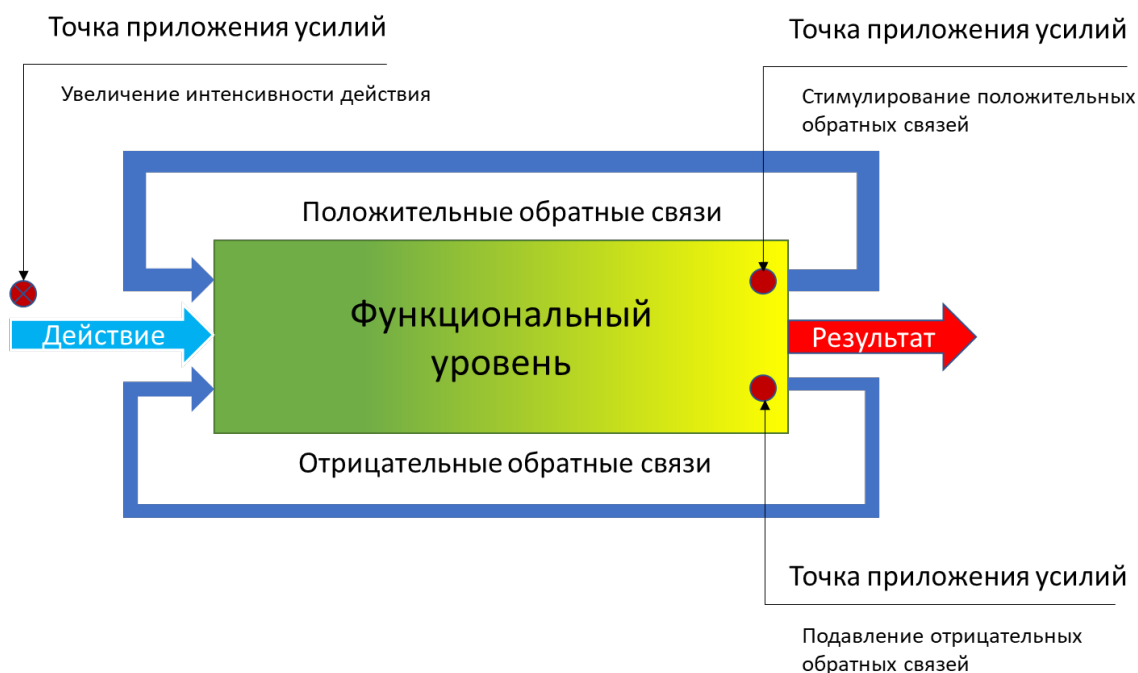 Точка приложения усилий
Увеличение интенсивности действия
Точка приложения усилий
Стимулирование положительных
обратных связей
Положительные обратные связи
Функциональный
уровень
Действие
Результат
Отрицательные обратные связи
Точка приложения усилий
Подавление отрицательных
обратных связей